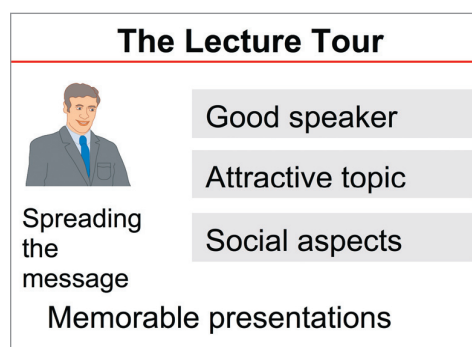 The Lecture Tour
Good speaker
Attractive topic
Social aspects
Spreading
the
message
Memorable presentations